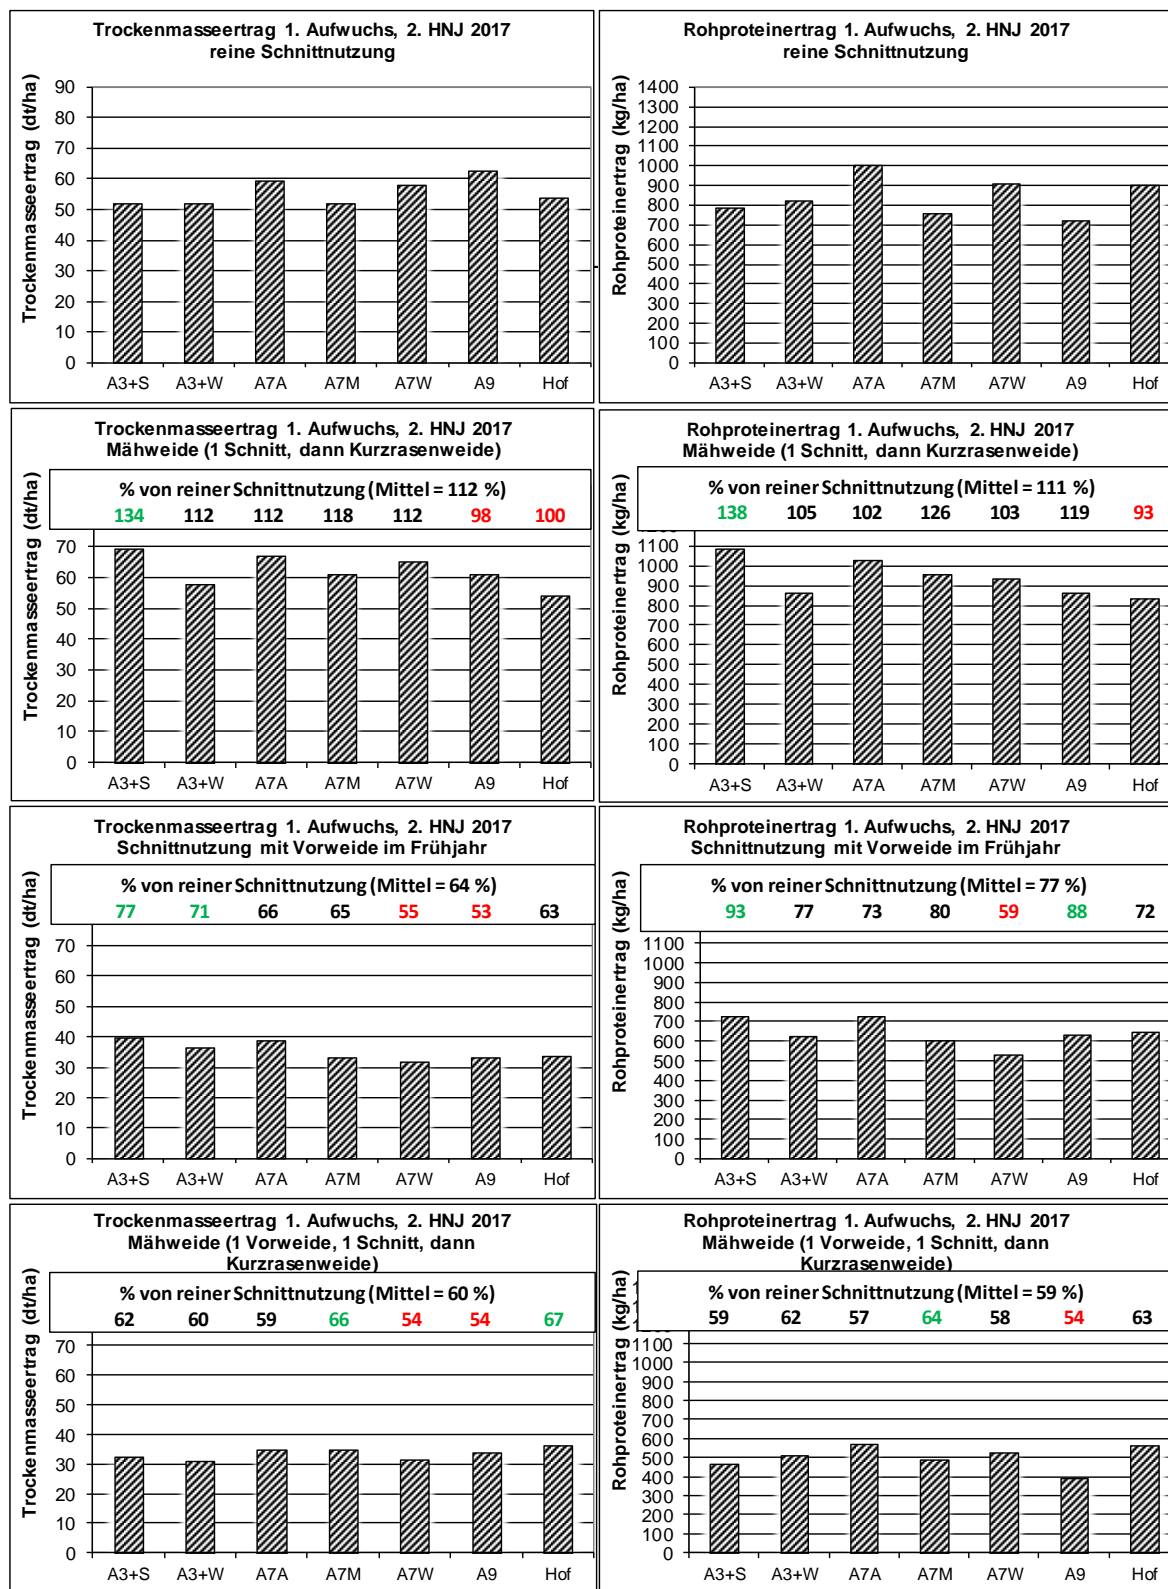 Trockenmasseertrag 1. Aufwuchs, 2. HNJ 2017
reine Schnittnutzung
Trockenmasseertrag (dt/ha)
90
80
70
60
50
40
30
20
10
0
A3+S A3+W A7A A7M A7W A9 Hof
Rohproteinertrag 1. Aufwuchs, 2. HNJ 2017
reine Schnittnutzung
Rohproteinertrag (kg/ha)
1400
1300
1200
1100
1000
900
800
700
600
500
400
300
200
100
0
A3+S A3+W A7A A7M A7W A9 Hof
Trockenmasseertrag 1. Aufwuchs, 2. HNJ 2017
Mähweide (1 Schnitt, dann Kurzrasenweide)
% von reiner Schnittnutzung (Mittel = 112 %)
134 112 112 118 112 98 100
Trockenmasseertrag (dt/ha)
70
60
50
40
30
20
10
0
A3+S A3+W A7A A7M A7W A9 Hof
Rohproteinertrag 1. Aufwuchs, 2. HNJ 2017
Mähweide (1 Schnitt, dann Kurzrasenweide)
% von reiner Schnittnutzung (Mittel = 111 %)
138 105 102 126 103 119 93
Rohproteinertrag (kg/ha)
1200
1100
1000
900
800
700
600
500
400
300
200
100
0
A3+S A3+W A7A A7M A7W A9 Hof
Trockenmasseertrag 1. Aufwuchs, 2. HNJ 2017
Schnittnutzung mit Vorweide im Frühjahr
% von reiner Schnittnutzung (Mittel = 64 %)
77 71 66 65 55 53 63
Trockenmasseertrag (dt/ha)
70
60
50
40
30
20
10
0
A3+S A3+W A7A A7M A7W A9 Hof
Rohproteinertrag 1. Aufwuchs, 2. HNJ 2017
Schnittnutzung mit Vorweide im Frühjahr
% von reiner Schnittnutzung (Mittel = 77 %)
93 77 73 80 59 88 72
Rohproteinertrag (kg/ha)
1100
1000
900
800
700
600
500
400
300
200
100
0
A3+S A3+W A7A A7M A7W A9 Hof
Trockenmasseertrag 1. Aufwuchs, 2. HNJ 2017
Mähweide (1 Vorweide, 1 Schnitt, dann
Kurzrasenweide)
% von reiner Schnittnutzung (Mittel = 60 %)
62 60 59 66 54 54 67
Trockenmasseertrag (dt/ha)
70
60
50
40
30
20
10
0
A3+S A3+W A7A A7M A7W A9 Hof
Rohproteinertrag 1. Aufwuchs, 2. HNJ 2017
Mähweide (1 Vorweide, 1 Schnitt, dann
Kurzrasenweide)
% von reiner Schnittnutzung (Mittel = 59 %)
59 62 57 64 58 54 63
Rohproteinertrag (kg/ha)
1200
1100
1000
900
800
700
600
500
400
300
200
100
0
A3+S A3+W A7A A7M A7W A9 Hof